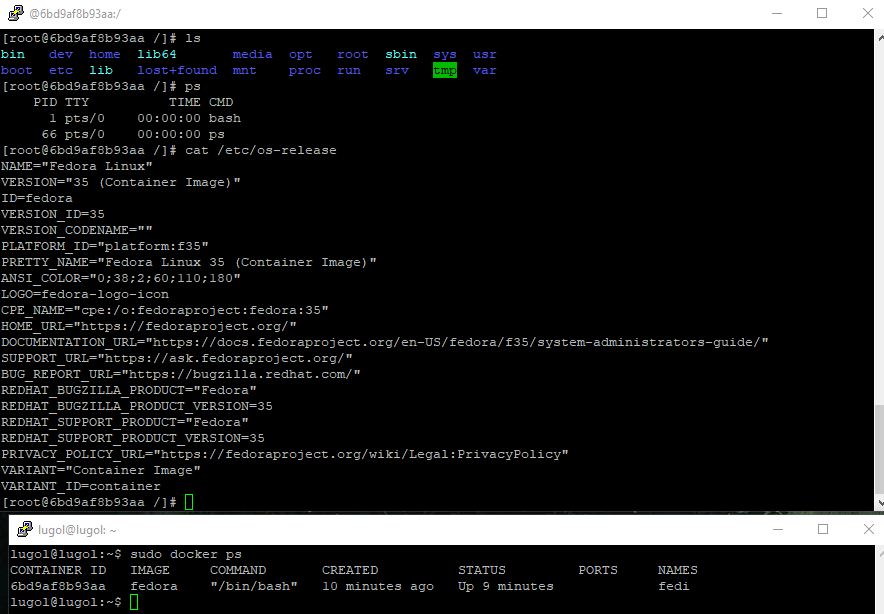 @6bd9af8b93aa:/
[root@6bd9af8b93aa /]# ls
bin   dev  home  lib64       media  opt   root  sbin  sys  usr
boot  etc  lib   lost+found  mnt    proc  run   srv   tmp  var
[root@6bd9af8b93aa /]# ps
    PID TTY          TIME CMD
      1 pts/0    00:00:00 bash
     66 pts/0    00:00:00 ps
[root@6bd9af8b93aa /]# cat /etc/os-release
NAME="Fedora Linux"
VERSION="35 (Container Image)"
ID=fedora
VERSION_ID=35
VERSION_CODENAME=""
PLATFORM_ID="platform:f35"
PRETTY_NAME="Fedora Linux 35 (Container Image)"
ANSI_COLOR="0;38;2;60;110;180"
LOGO=fedora-logo-icon
CPE_NAME="cpe:/o:fedoraproject:fedora:35"
HOME_URL="https://fedoraproject.org/"
DOCUMENTATION_URL="https://docs.fedoraproject.org/en-US/fedora/f35/system-administrators-guide/"
SUPPORT_URL="https://ask.fedoraproject.org/"
BUG_REPORT_URL="https://bugzilla.redhat.com/"
REDHAT_BUGZILLA_PRODUCT="Fedora"
REDHAT_BUGZILLA_PRODUCT_VERSION=35
REDHAT_SUPPORT_PRODUCT="Fedora"
REDHAT_SUPPORT_PRODUCT_VERSION=35
PRIVACY_POLICY_URL="https://fedoraproject.org/wiki/Legal:PrivacyPolicy"
VARIANT="Container Image"
VARIANT_ID=container
[root@6bd9af8b93aa /]#
lugol@lugol: ~
lugol@lugol:~$ sudo docker ps
CONTAINER ID   IMAGE     COMMAND       CREATED          STATUS         PORTS     NAMES
6bd9af8b93aa   fedora    "/bin/bash"   10 minutes ago   Up 9 minutes             fedi
lugol@lugol:~$